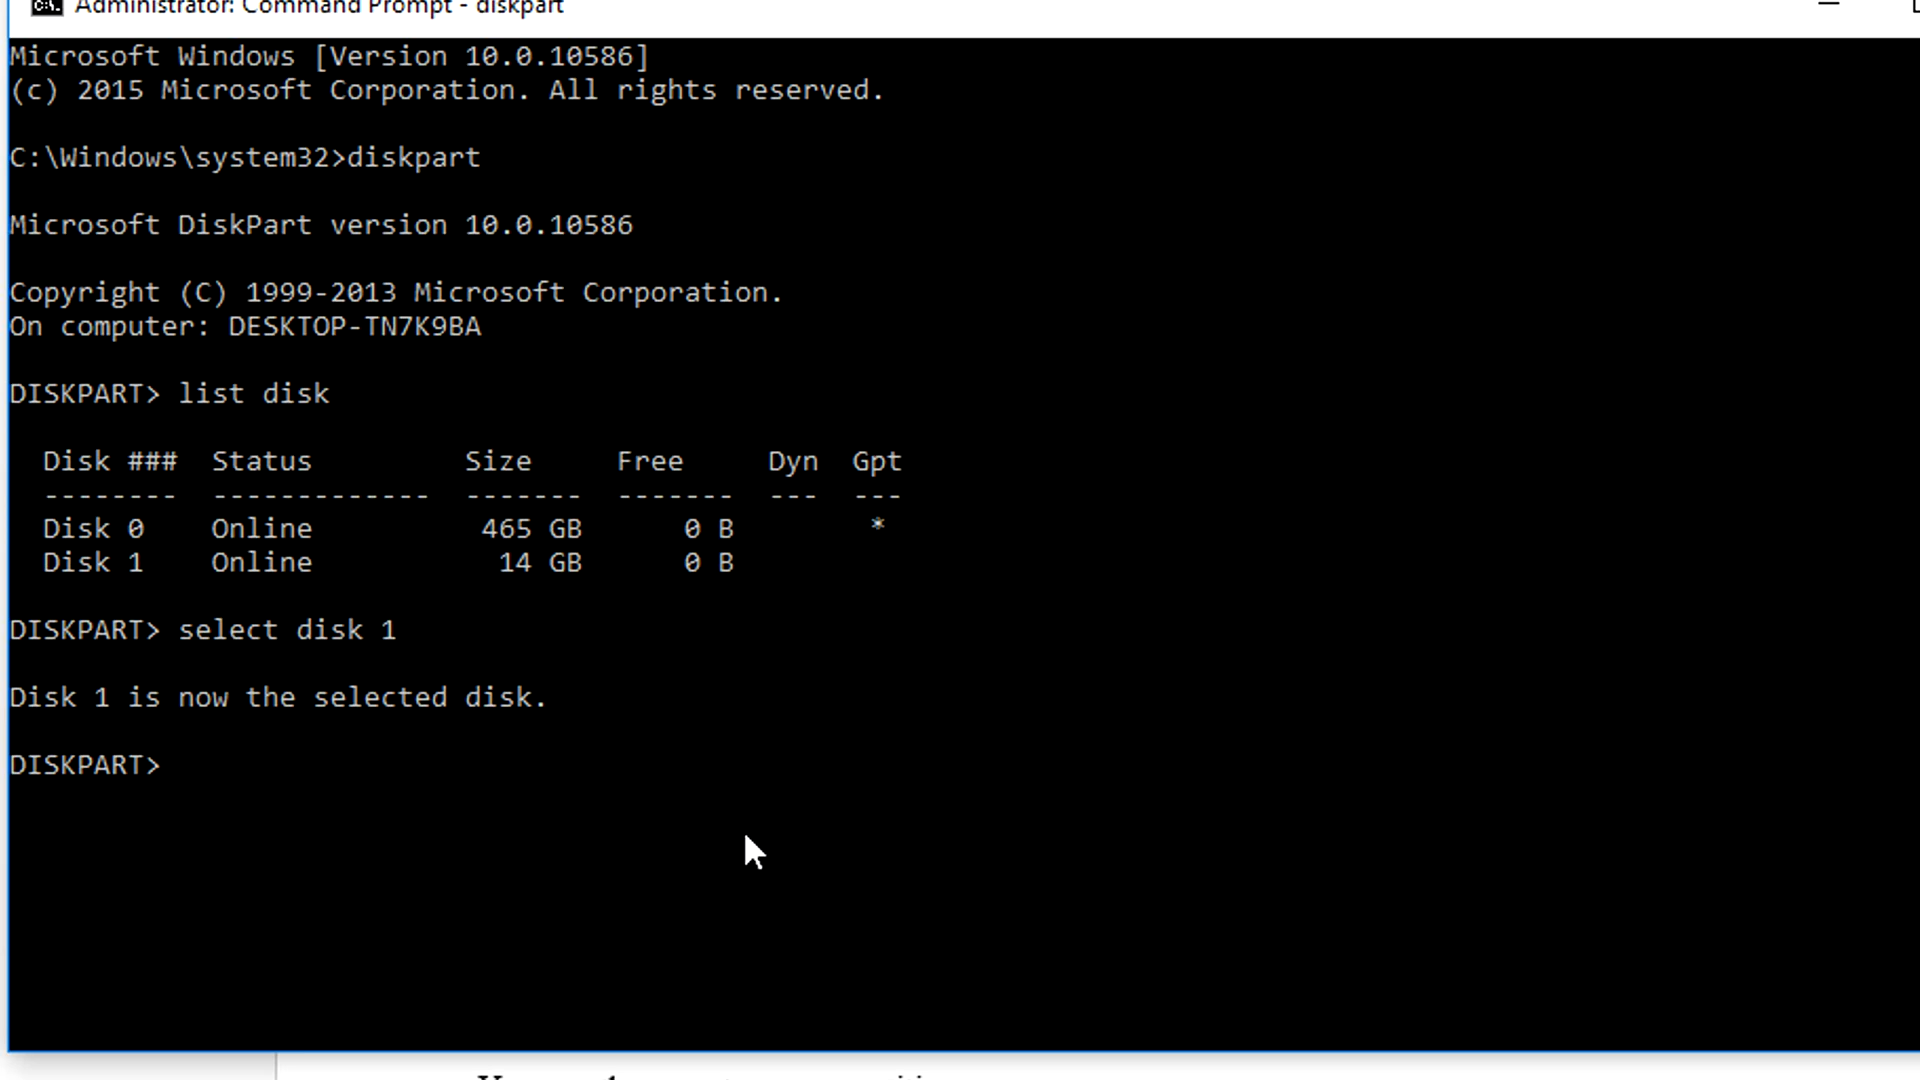 Administrator: Command Prompt - diskpart
Microsoft Windows [Version 10.0.10586]
(c) 2015 Microsoft Corporation. All rights reserved.
C:\Windows\system32>diskpart
Microsoft DiskPart version 10.0.10586
Copyright (C) 1999-2013 Microsoft Corporation.
On computer: DESKTOP-TN7K9BA
DISKPART> list disk
Disk ###  Status         Size     Free     Dyn  Gpt
--------  -------------  -------  -------  ---  ---
Disk 0    Online          465 GB      0 B        *
Disk 1    Online           14 GB      0 B
DISKPART> select disk 1
Disk 1 is now the selected disk.
DISKPART>